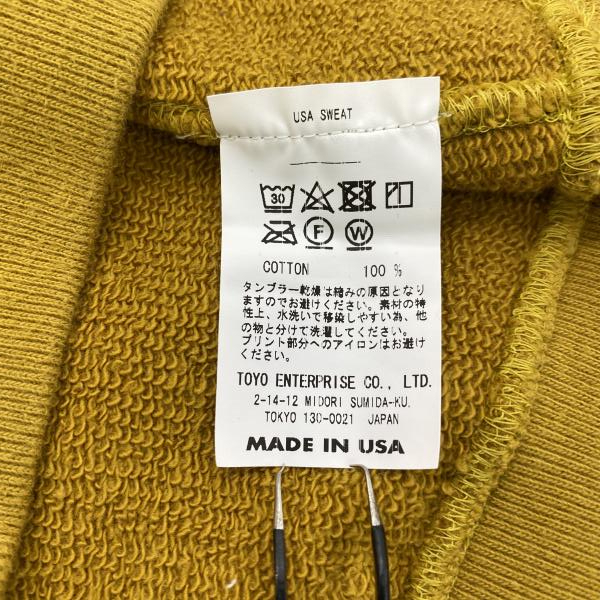 USA SWEAT
30
F W
COTTON 100 %
タンブラー乾燥は縮みの原因となり
ますのでお避けください。素材の特
性上、水洗いで移染しやすい為、他
の物と分けて洗濯してください。
プリント部分へのアイロンはお避け
ください。
TOYO ENTERPRISE CO., LTD.
2-14-12 MIDORI SUMIDA-KU.
TOKYO 130-0021 JAPAN
MADE IN USA